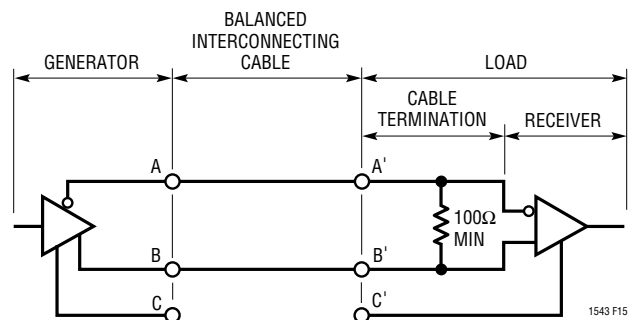 BALANCED
INTERCONNECTING
CABLE
GENERATOR
LOAD
CABLE
TERMINATION
RECEIVER
A
A'
100Ω
MIN
B
B'
C
C'
1543 F15